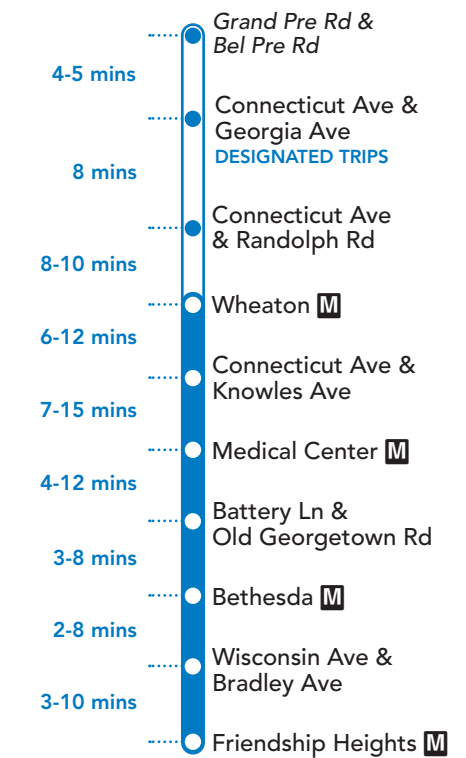 Grand Pre Rd &
Bel Pre Rd
4-5 mins
Connecticut Ave &
Georgia Ave
DESIGNATED TRIPS
8 mins
Connecticut Ave
& Randolph Rd
8-10 mins
Wheaton M
6-12 mins
Connecticut Ave &
Knowles Ave
7-15 mins
Medical Center M
4-12 mins
Battery Ln &
Old Georgetown Rd
3-8 mins
Bethesda M
2-8 mins
Wisconsin Ave &
Bradley Ave
3-10 mins
Friendship Heights M